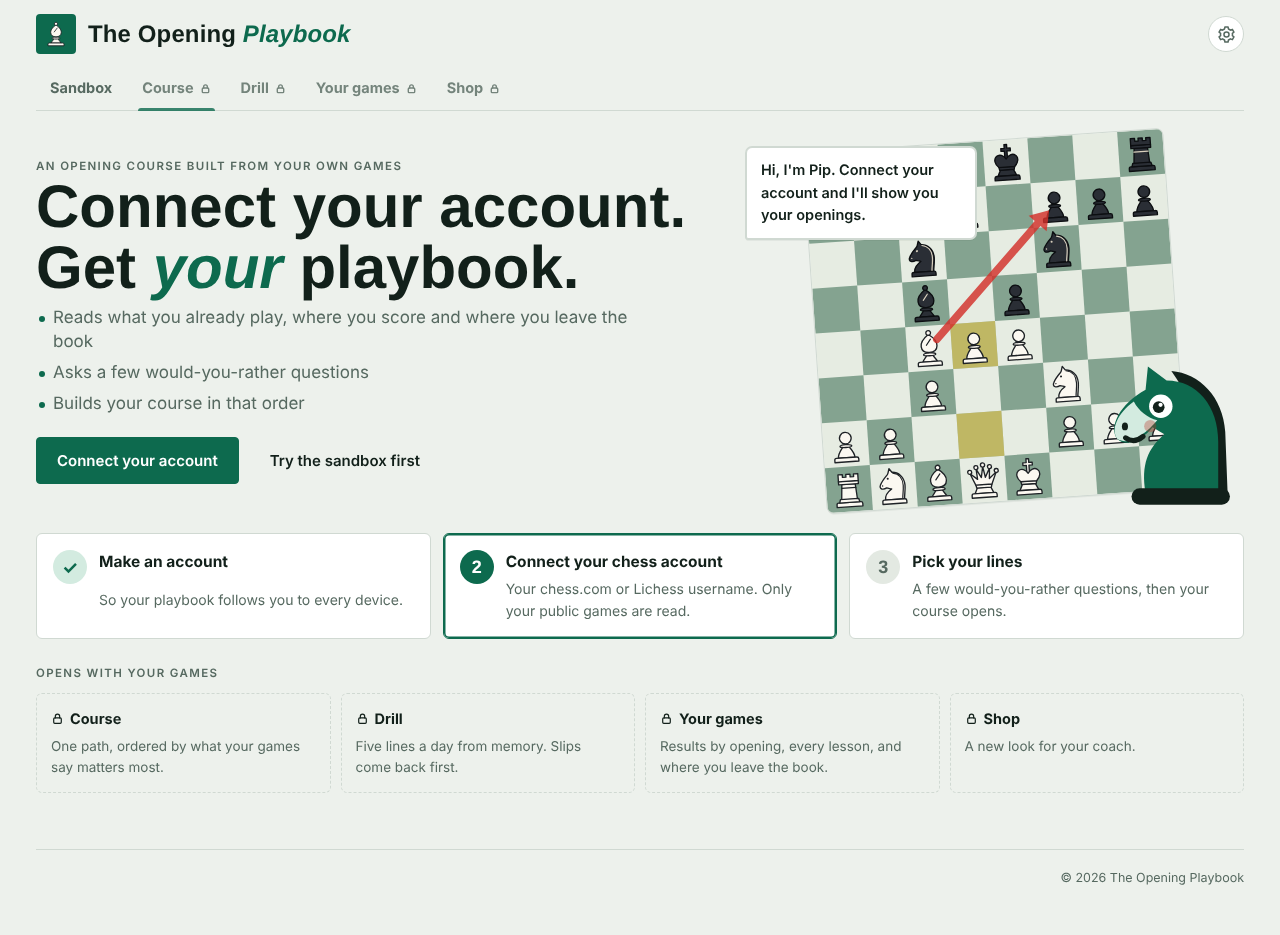 The Opening Playbook
Sandbox
Course
Drill
Your games
Shop
AN OPENING COURSE BUILT FROM YOUR OWN GAMES
Connect your account.
Get your playbook.
Reads what you already play, where you score and where you leave the
book
Asks a few would-you-rather questions
Builds your course in that order
Connect your account
Try the sandbox first
Hi, I'm Pip. Connect your
account and I'll show you
your openings.
Make an account
So your playbook follows you to every device.
2
Connect your chess account
Your chess.com or Lichess username. Only
your public games are read.
3
Pick your lines
A few would-you-rather questions, then your
course opens.
OPENS WITH YOUR GAMES
Course
One path, ordered by what your games
say matters most.
Drill
Five lines a day from memory. Slips
come back first.
Your games
Results by opening, every lesson, and
where you leave the book.
Shop
A new look for your coach.
© 2026 The Opening Playbook